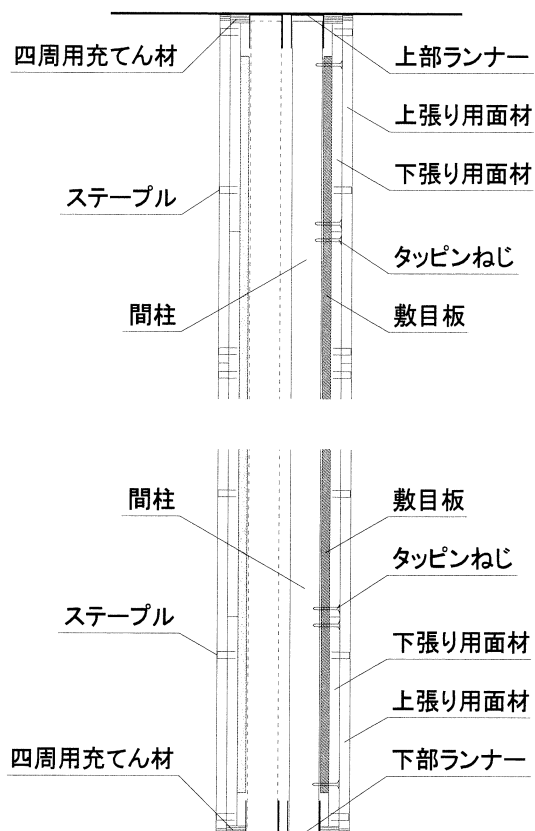 四周用充てん材
上部ランナー
上張り用面材
下張り用面材
ステープル
タッピンねじ
間柱
敷目板
間柱
敷目板
タッピンねじ
ステープル
下張り用面材
上張り用面材
四周用充てん材
下部ランナー